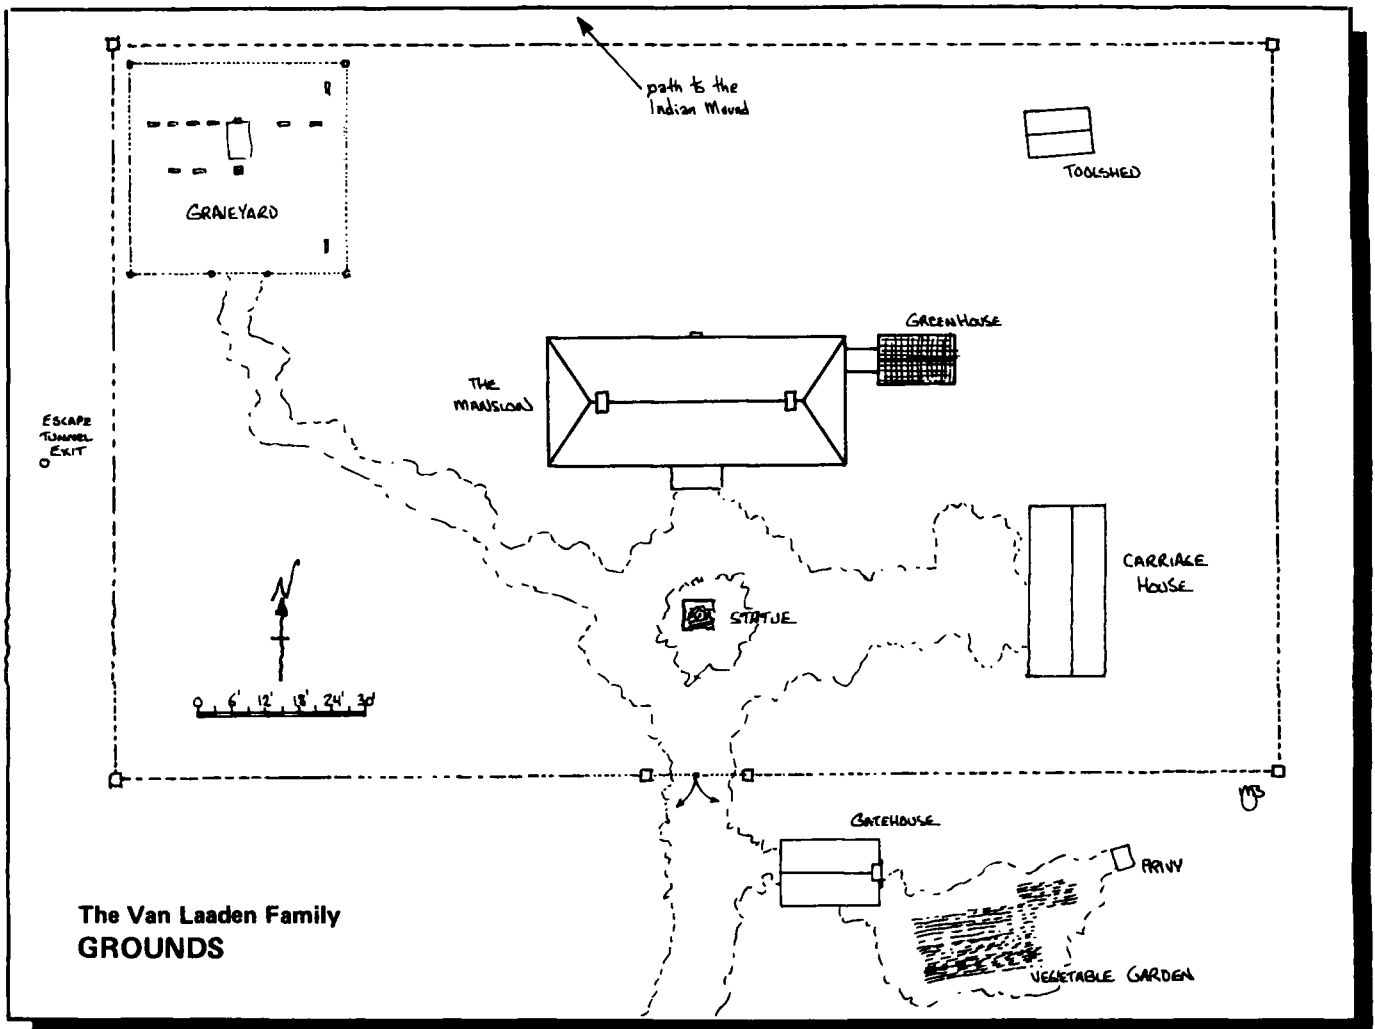 path to the
Indian Mound
TOOLSHED
GRAVEYARD
GREENHOUSE
THE
MANSION
ESCAPE
TUNNEL
EXIT
CARRIAGE
HOUSE
STATUE
N
0 6' 12' 18' 24' 30'
MB
GATEHOUSE
PRIVY
VEGETABLE GARDEN
The Van Laaden Family
GROUNDS